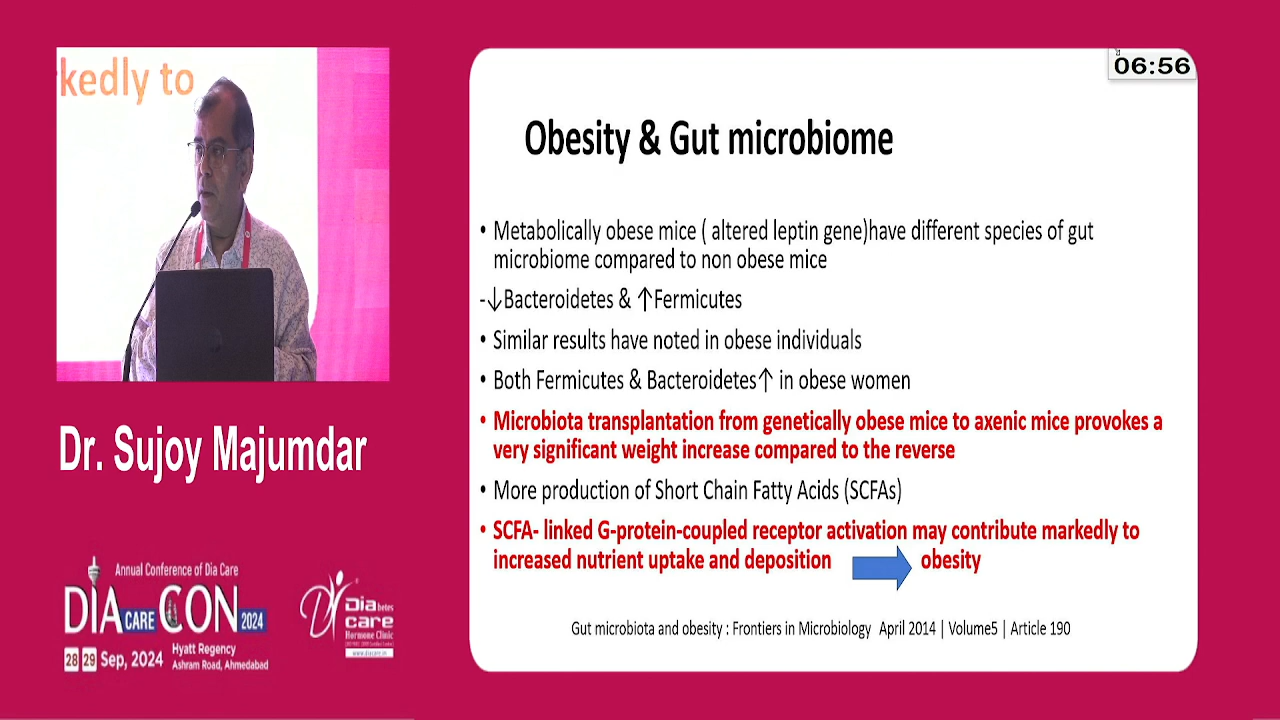 kedly to
06:56
Obesity & Gut microbiome
• Metabolically obese mice ( altered leptin gene)have different species of gut
microbiome compared to non obese mice
-↓Bacteroidetes & ↑Fermicutes
• Similar results have noted in obese individuals
• Both Fermicutes & Bacteroidetes↑ in obese women
• Microbiota transplantation from genetically obese mice to axenic mice provokes a
very significant weight increase compared to the reverse
• More production of Short Chain Fatty Acids (SCFAs)
• SCFA- linked G-protein-coupled receptor activation may contribute markedly to
increased nutrient uptake and deposition obesity
Gut microbiota and obesity : Frontiers in Microbiology April 2014 | Volume5 | Article 190
Dr. Sujoy Majumdar
Annual Conference of Dia Care
DIA CARE CON 2024
28 29 Sep, 2024
Hyatt Regency
Ashram Road, Ahmedabad
Diabetes
care
Hormone Clinic
www.diacare.in